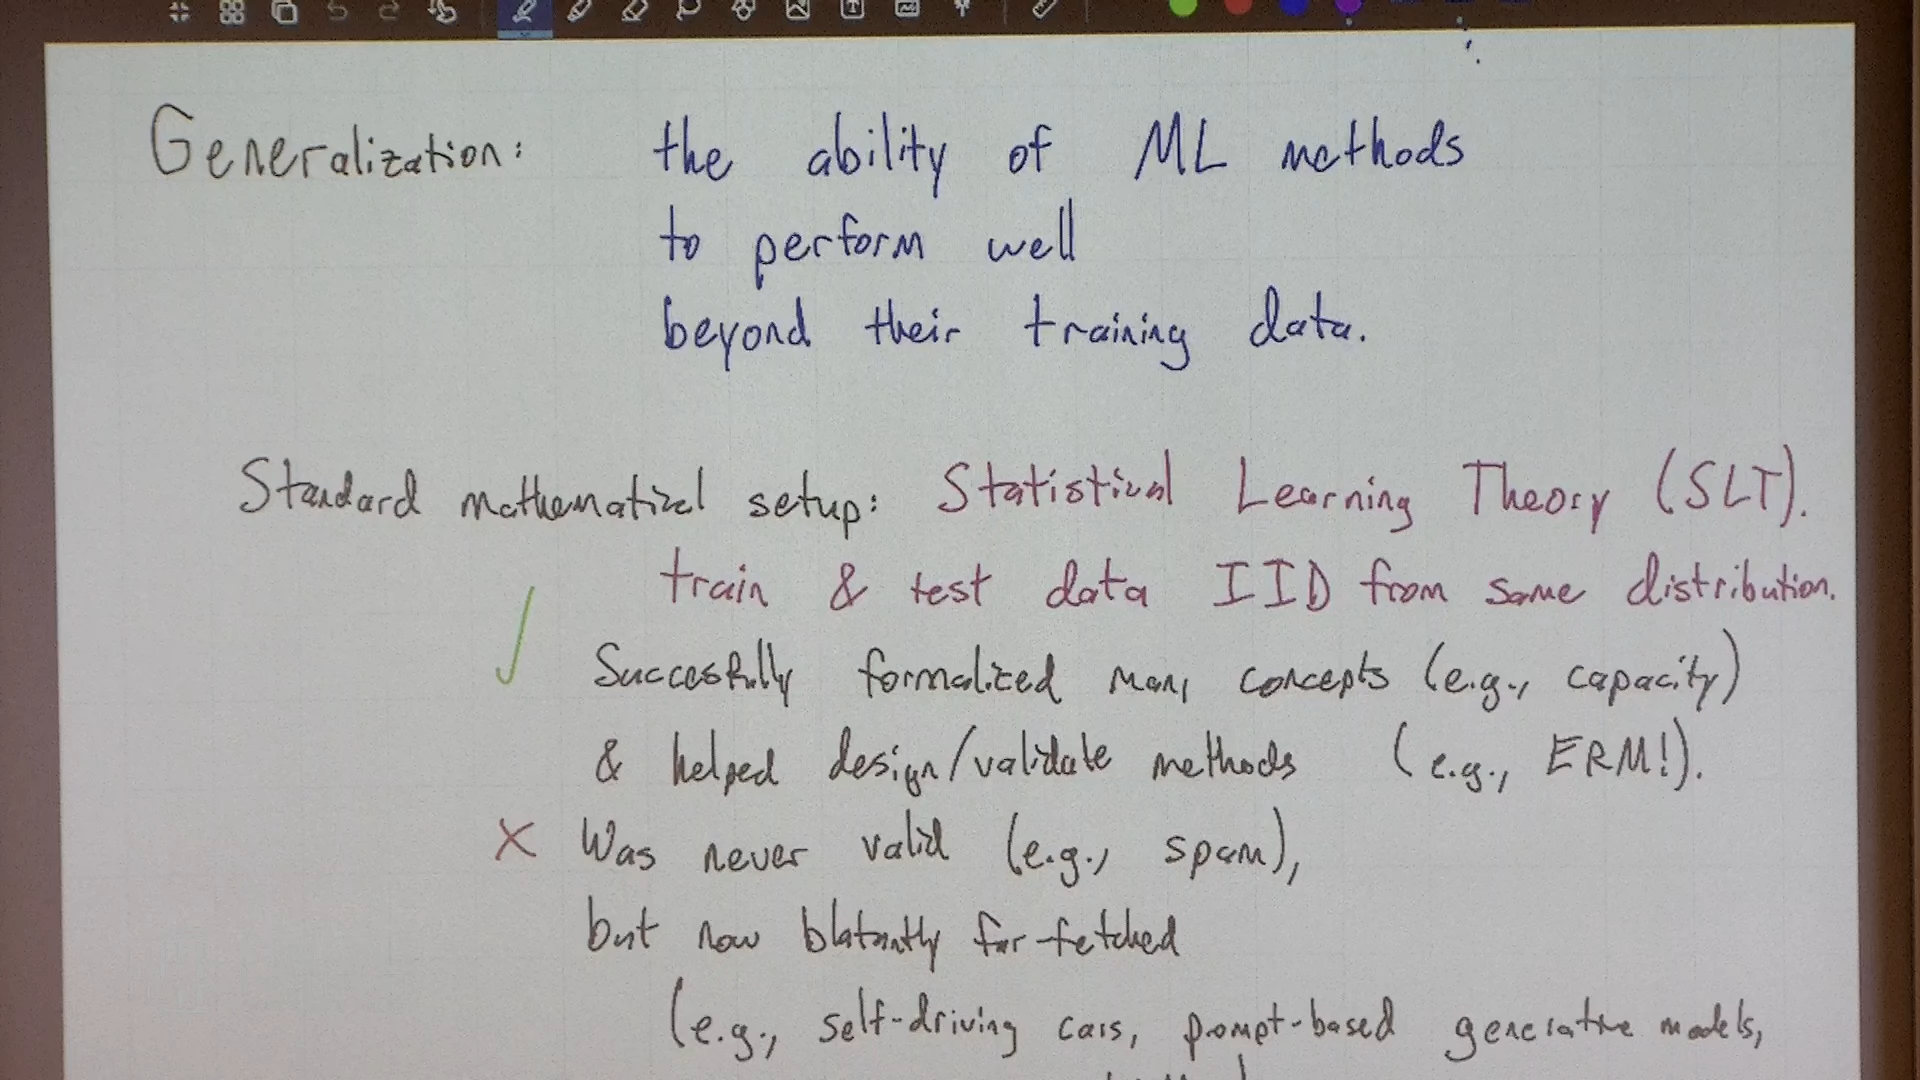 Generalization: the ability of ML methods
to perform well
beyond their training data.
Standard mathematical setup: Statistical Learning Theory (SLT).
train & test data IID from same distribution.
✓ Succesfully formalized many concepts (e.g., capacity)
& helped design/validate methods (e.g., ERM!).
X Was never valid (e.g., spam),
but now blatantly far-fetched
(e.g., self-driving cars, prompt-based generative models,